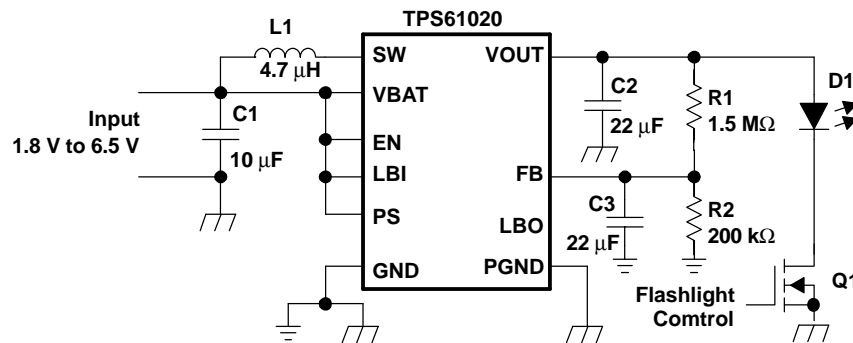 TPS61020
L1
4.7 µH
SW
VOUT
VBAT
EN
LBI
PS
GND
FB
LBO
PGND
Input
1.8 V to 6.5 V
C1
10 µF
C2
22 µF
R1
1.5 MΩ
D1
C3
22 µF
R2
200 kΩ
Q1
Flashlight
Comtrol